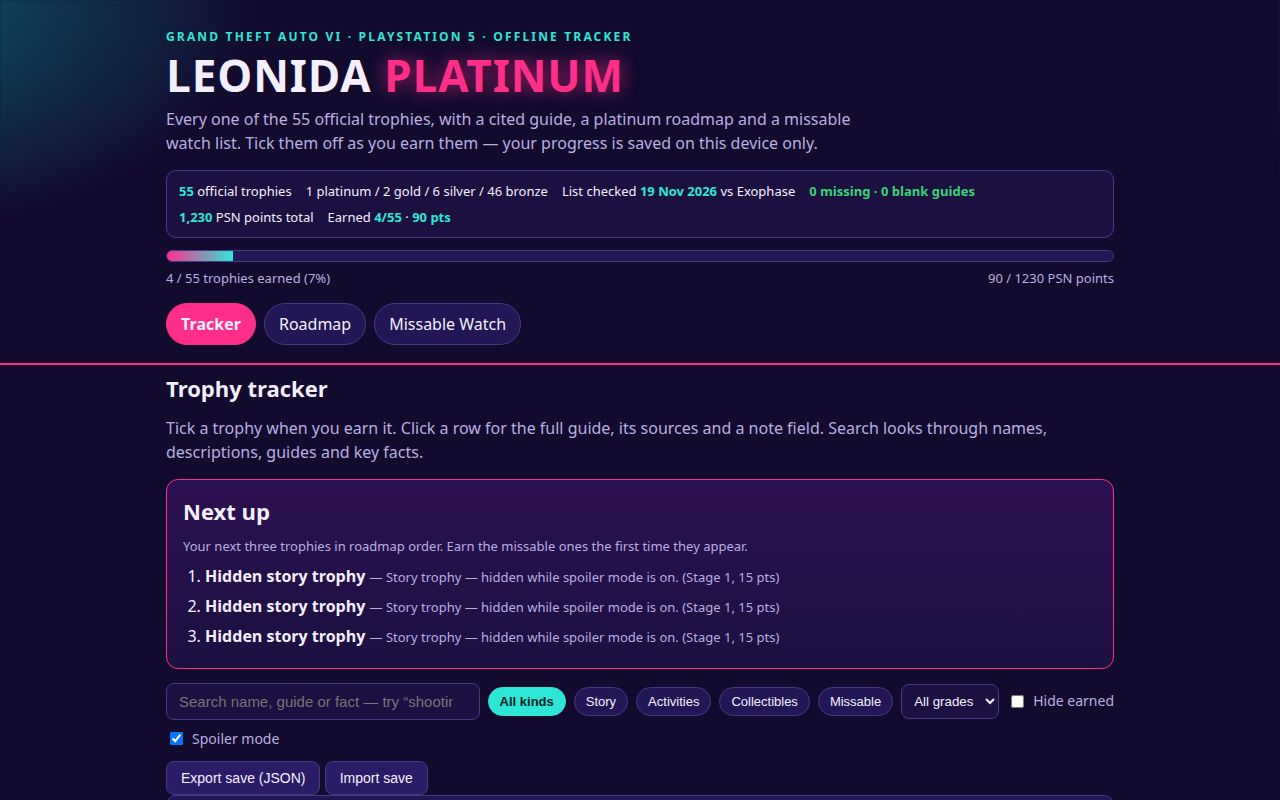 GRAND THEFT AUTO VI · PLAYSTATION 5 · OFFLINE TRACKER
LEONIDA PLATINUM
Every one of the 55 official trophies, with a cited guide, a platinum roadmap and a missable
watch list. Tick them off as you earn them — your progress is saved on this device only.
55 official trophies 1 platinum / 2 gold / 6 silver / 46 bronze List checked 19 Nov 2026 vs Exophase 0 missing · 0 blank guides
1,230 PSN points total Earned 4/55 · 90 pts
4 / 55 trophies earned (7%) 90 / 1230 PSN points
Tracker Roadmap Missable Watch
Trophy tracker
Tick a trophy when you earn it. Click a row for the full guide, its sources and a note field. Search looks through names,
descriptions, guides and key facts.
Next up
Your next three trophies in roadmap order. Earn the missable ones the first time they appear.
1. Hidden story trophy — Story trophy — hidden while spoiler mode is on. (Stage 1, 15 pts)
2. Hidden story trophy — Story trophy — hidden while spoiler mode is on. (Stage 1, 15 pts)
3. Hidden story trophy — Story trophy — hidden while spoiler mode is on. (Stage 1, 15 pts)
Search name, guide or fact — try “shootir All kinds Story Activities Collectibles Missable All grades Hide earned
Spoiler mode
Export save (JSON) Import save